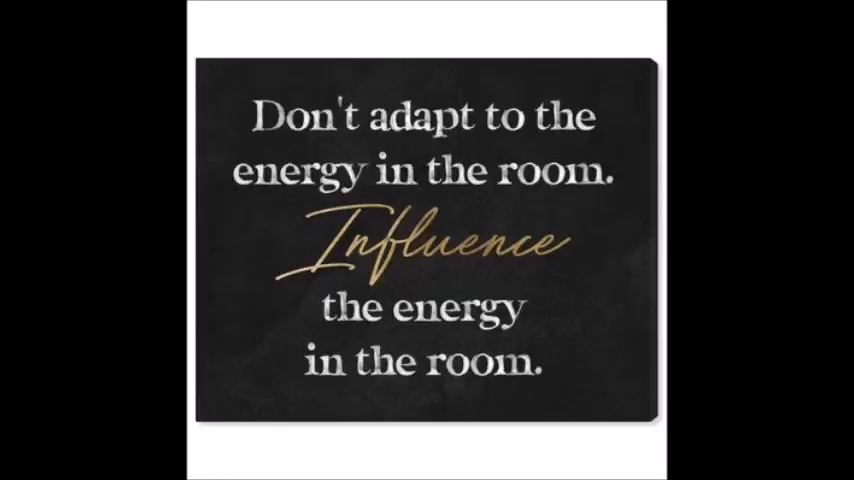 Don't adapt to the
energy in the room.
Influence
the energy
in the room.